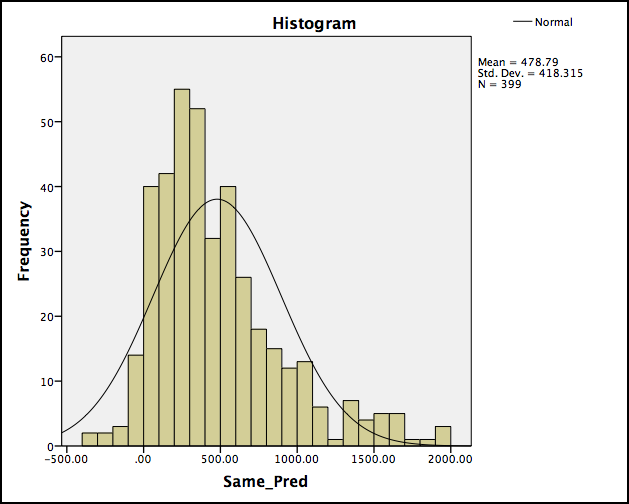 Histogram
Normal
Mean = 478.79
Std. Dev. = 418.315
N = 399
60
50
40
30
20
10
0
Frequency
-500.00 .00 500.00 1000.00 1500.00 2000.00
Same_Pred